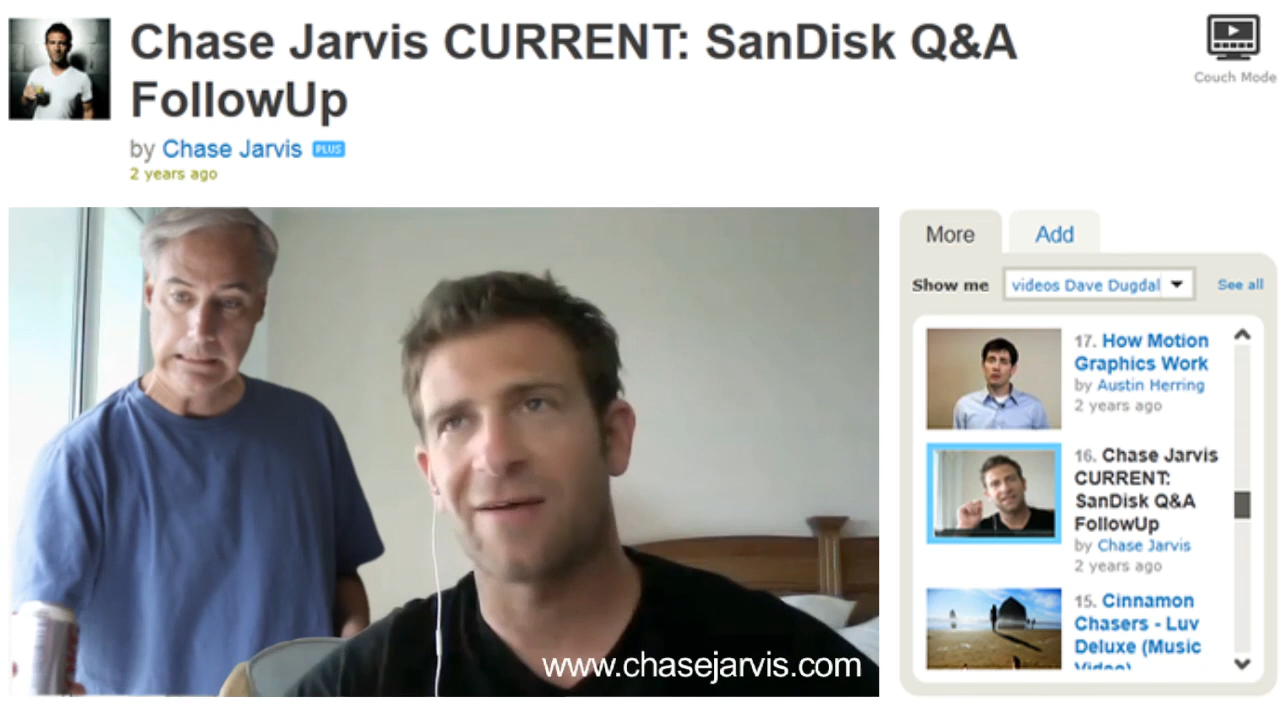 Chase Jarvis CURRENT: SanDisk Q&A
FollowUp
by Chase Jarvis PLUS
2 years ago
Couch Mode
www.chasejarvis.com
More
Add
Show me videos Dave Dugdal See all
17. How Motion
Graphics Work
by Austin Herring
2 years ago
16. Chase Jarvis
CURRENT:
SanDisk Q&A
FollowUp
by Chase Jarvis
2 years ago
15. Cinnamon
Chasers - Luv
Deluxe (Music
Video)